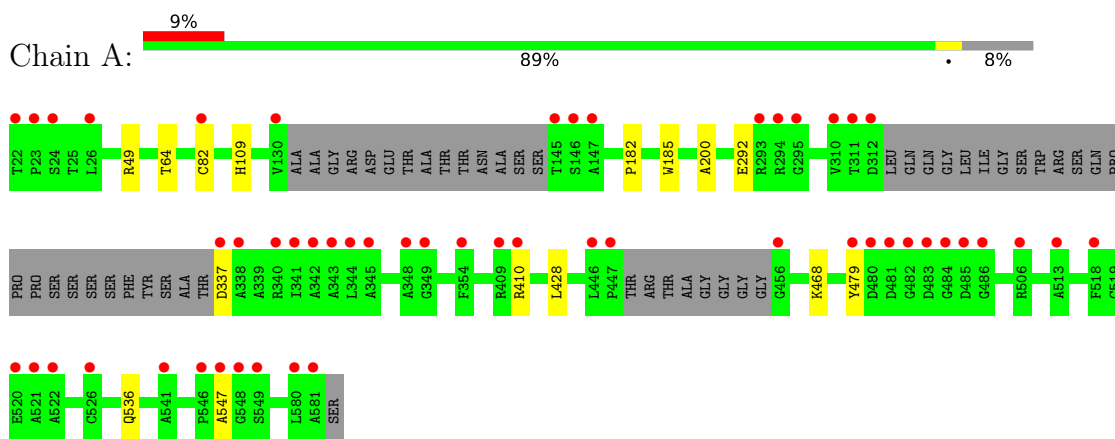 9%
Chain A:
89%
•
8%
T22 P23 S24 T25 L26 R49 T64 C82 H109 V130 ALA ALA GLY ARG ASP GLU THR ALA THR THR ASN ALA SER SER T145 S146 A147 P182 W185 A200 E292 R293 R294 G295 V310 T311 D312 LEU GLN GLN GLY LEU ILE GLY SER TRP ARG SER GLN PRO
PRO PRO SER SER SER SER PHE TYR SER ALA THR D337 A338 A339 R340 I341 A342 A343 L344 A345 A348 G349 F354 R409 R410 L428 L446 P447 THR ARG THR ALA GLY GLY GLY GLY G456 K468 Y479 D480 D481 G482 D483 G484 D485 G486 R506 A513 F518
E520 A521 A522 C526 Q536 A541 P546 A547 G548 S549 L580 A581 SER